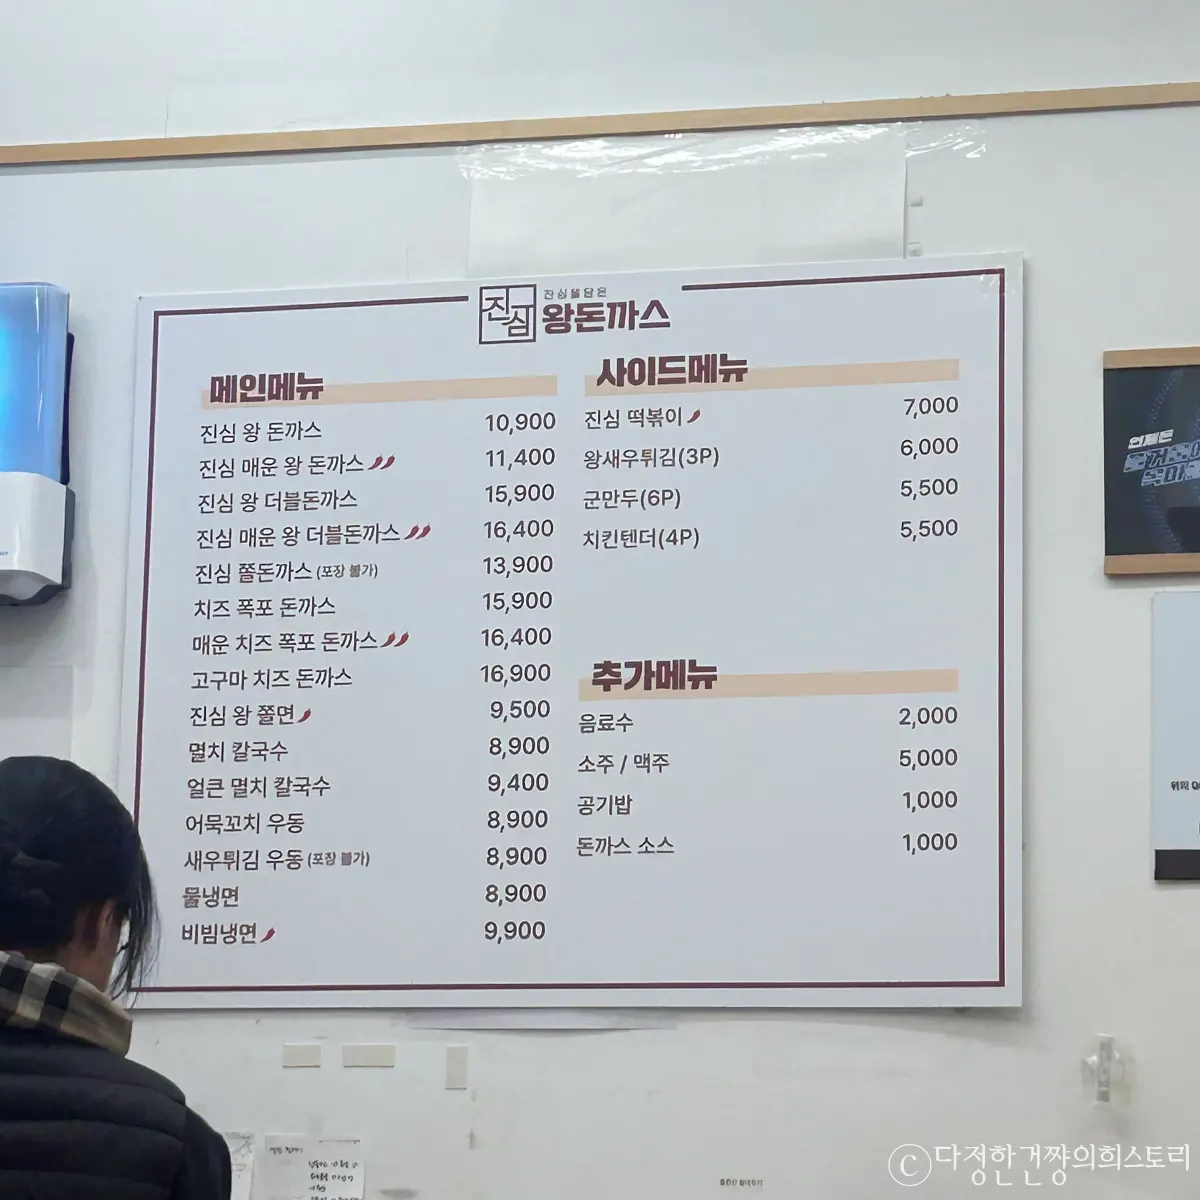 진심
진심을 담은
왕돈까스
메인메뉴
진심 왕 돈까스 10,900
진심 매운 왕 돈까스 11,400
진심 왕 더블돈까스 15,900
진심 매운 왕 더블돈까스 16,400
진심 쫄돈까스 (포장 불가) 13,900
치즈 폭포 돈까스 15,900
매운 치즈 폭포 돈까스 16,400
고구마 치즈 돈까스 16,900
진심 왕 쫄면 9,500
멸치 칼국수 8,900
얼큰 멸치 칼국수 9,400
어묵꼬치 우동 8,900
새우튀김 우동 (포장 불가) 8,900
물냉면 8,900
비빔냉면 9,900
사이드메뉴
진심 떡볶이 7,000
왕새우튀김(3P) 6,000
군만두(6P) 5,500
치킨텐더(4P) 5,500
추가메뉴
음료수 2,000
소주 / 맥주 5,000
공기밥 1,000
돈까스 소스 1,000
언제든
ⓒ다정한건쨩의희스토리